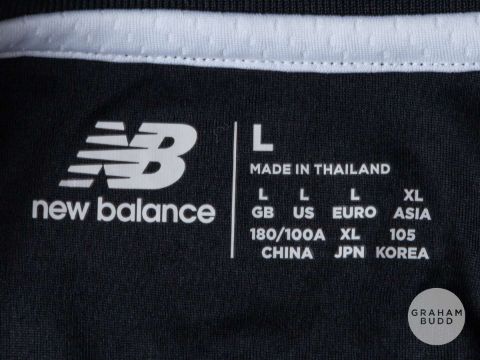 NB
new balance
L
MADE IN THAILAND
L L L XL
GB US EURO ASIA
180/100A XL 105
CHINA JPN KOREA
GRAHAM
BUDD